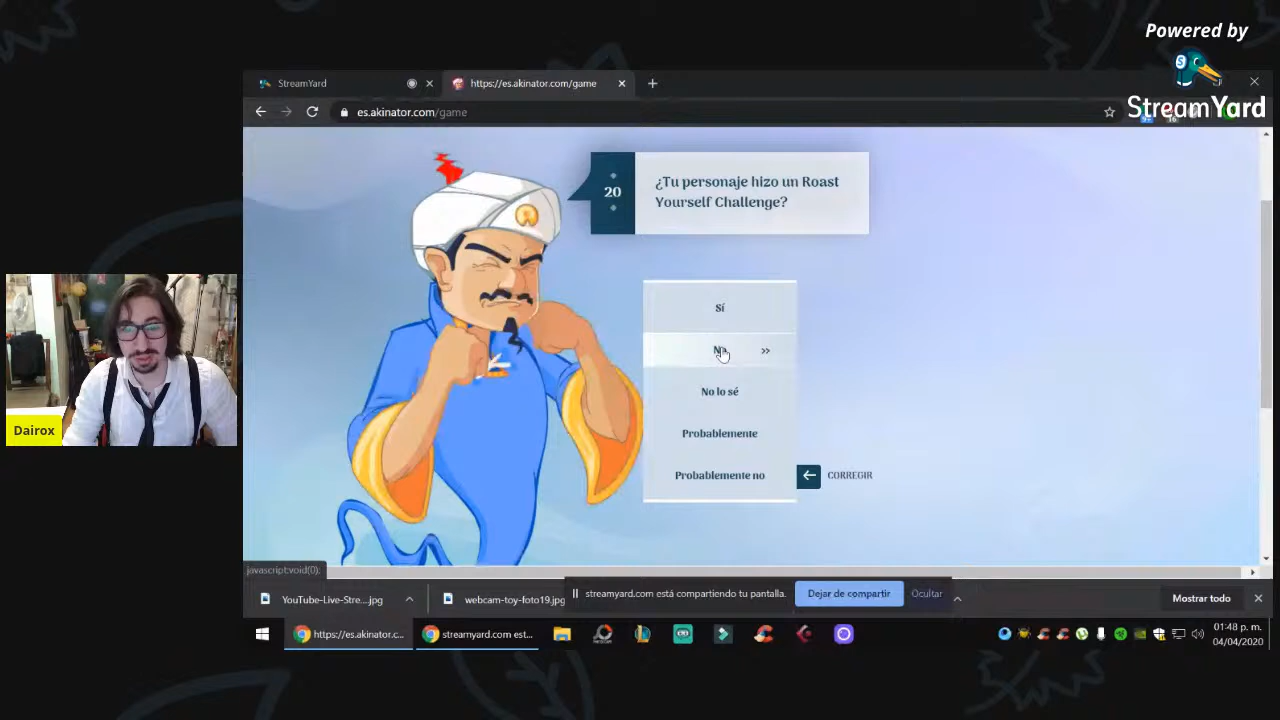 Powered by
StreamYard
StreamYard
https://es.akinator.com/game
es.akinator.com/game
20
¿Tu personaje hizo un Roast
Yourself Challenge?
Sí
No lo sé
Probablemente
Probablemente no
CORREGIR
Dairox
javascript:void(0);
YouTube-Live-Stre....jpg
webcam-toy-foto19.jpg
streamyard.com está compartiendo tu pantalla.
Dejar de compartir
Ocultar
Mostrar todo
https://es.akinator.c...
streamyard.com est...
01:48 p. m.
04/04/2020